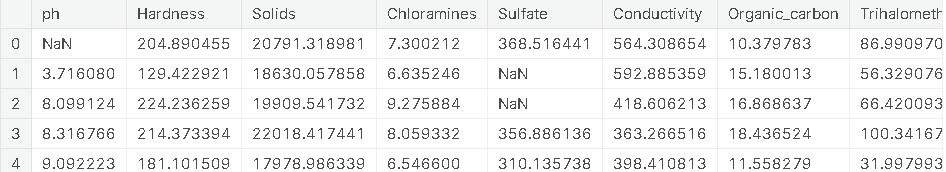 ph Hardness Solids Chloramines Sulfate Conductivity Organic_carbon Trihalometh
0 NaN 204.890455 20791.318981 7.300212 368.516441 564.308654 10.379783 86.990970
1 3.716080 129.422921 18630.057858 6.635246 NaN 592.885359 15.180013 56.329076
2 8.099124 224.236259 19909.541732 9.275884 NaN 418.606213 16.868637 66.420093
3 8.316766 214.373394 22018.417441 8.059332 356.886136 363.266516 18.436524 100.34167
4 9.092223 181.101509 17978.986339 6.546600 310.135738 398.410813 11.558279 31.997993